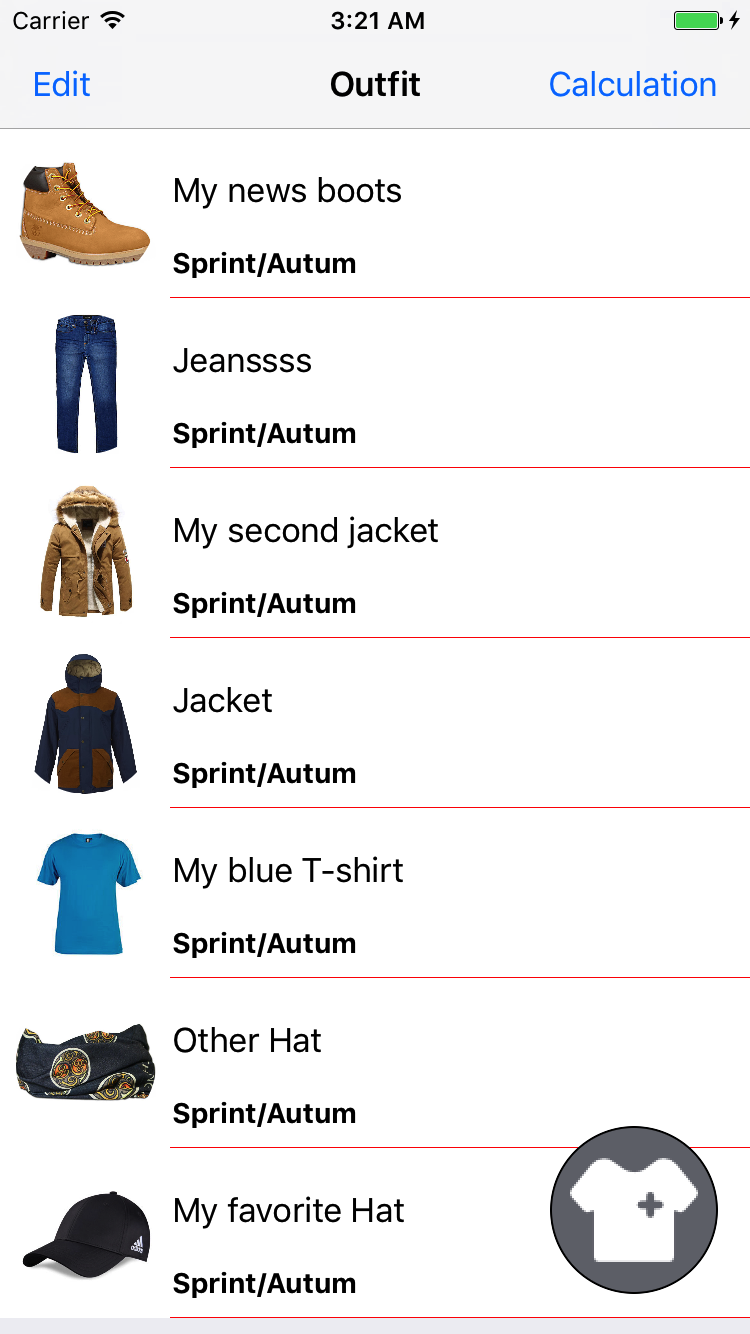 Carrier 3:21 AM
Edit Outfit Calculation
My news boots
Sprint/Autum
Jeanssss
Sprint/Autum
My second jacket
Sprint/Autum
Jacket
Sprint/Autum
My blue T-shirt
Sprint/Autum
Other Hat
Sprint/Autum
My favorite Hat
adidas
Sprint/Autum